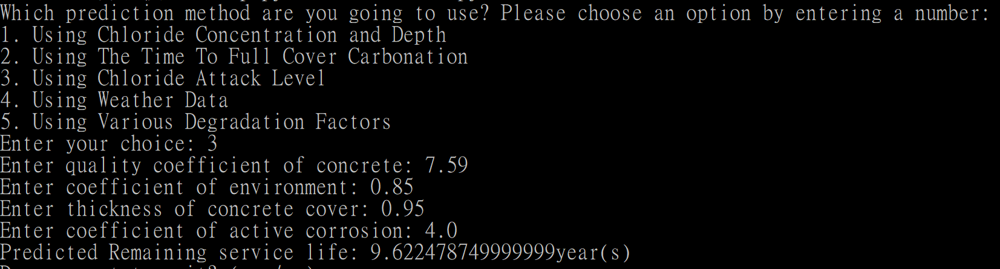 Which prediction method are you going to use? Please choose an option by entering a number:
1. Using Chloride Concentration and Depth
2. Using The Time To Full Cover Carbonation
3. Using Chloride Attack Level
4. Using Weather Data
5. Using Various Degradation Factors
Enter your choice: 3
Enter quality coefficient of concrete: 7.59
Enter coefficient of environment: 0.85
Enter thickness of concrete cover: 0.95
Enter coefficient of active corrosion: 4.0
Predicted Remaining service life: 9.622478749999999year(s)